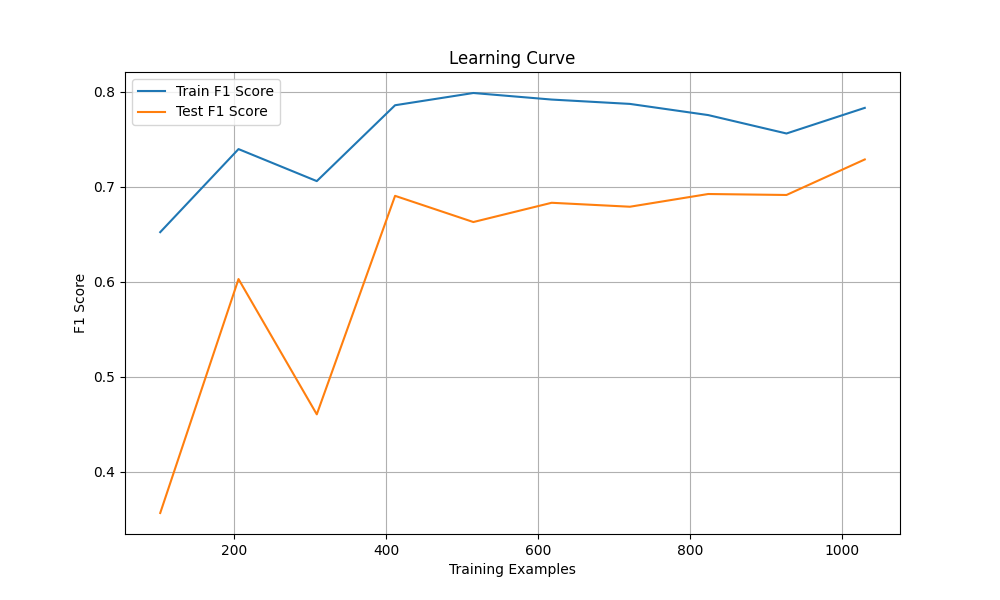 Learning Curve
Train F1 Score
Test F1 Score
0.8
0.7
0.6
0.5
0.4
F1 Score
200 400 600 800 1000
Training Examples